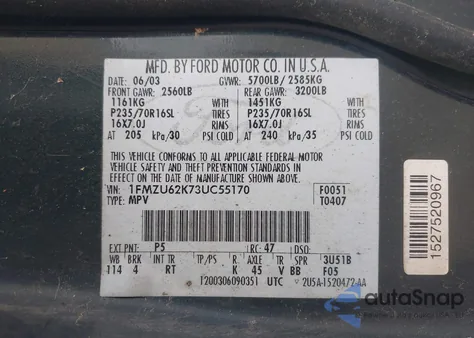 MFD. BY FORD MOTOR CO. IN U.S.A.
DATE: 06/03 GVWR: 5700LB / 2585KG
FRONT GAWR: 2560LB REAR GAWR: 3200LB
1161KG WITH 1451KG WITH
P235/70R16SL TIRES P235/70R16SL TIRES
16X7.0J RIMS 16X7.0J RIMS
AT 205 kPa/30 PSI COLD AT 240 kPa/35 PSI COLD
THIS VEHICLE CONFORMS TO ALL APPLICABLE FEDERAL MOTOR
VEHICLE SAFETY AND THEFT PREVENTION STANDARDS IN EFFECT
ON THE DATE OF MANUFACTURE SHOWN ABOVE.
VIN: 1FMZU62K73UC55170 F0051
TYPE: MPV T0407
EXT PNT: P5 RC: 47 DSO:
WB BRK INT TR TP/PS R AXLE TR SPR 3U51B
114 4 RT K 45 V BB F05
1200306090351 UTC 2U5A-1520472-AA
1527520967
autoSnap